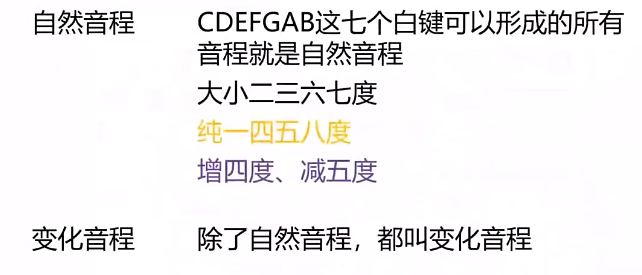 自然音程 CDEFGAB这七个白键可以形成的所有
音程就是自然音程
大小二三六七度
纯一四五八度
增四度、减五度
变化音程 除了自然音程，都叫变化音程